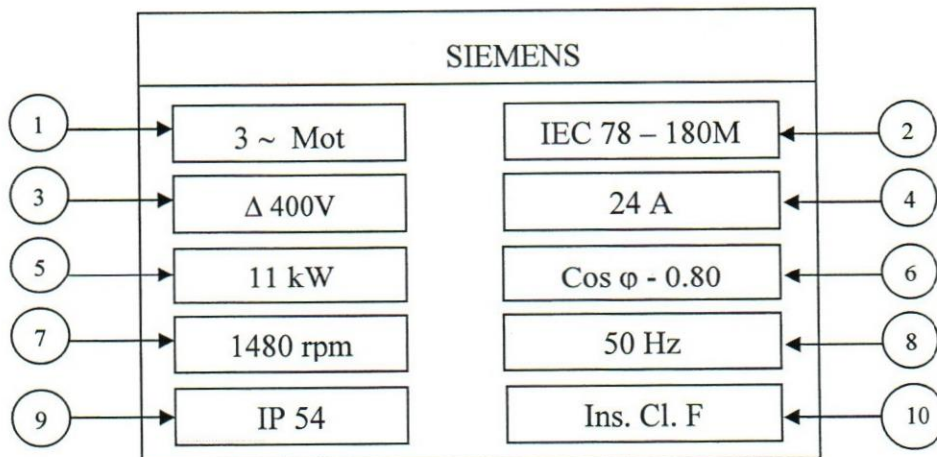 SIEMENS
1 3 ~ Mot IEC 78 – 180M 2
3 Δ 400V 24 A 4
5 11 kW Cos φ - 0.80 6
7 1480 rpm 50 Hz 8
9 IP 54 Ins. Cl. F 10